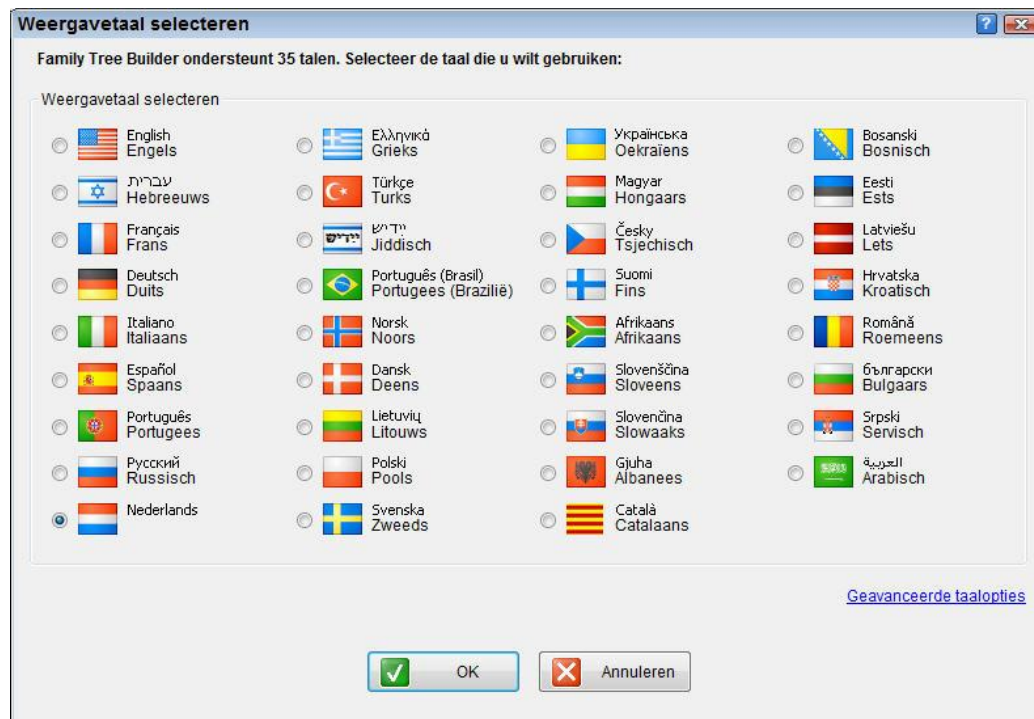 Weergavetaal selecteren
Family Tree Builder ondersteunt 35 talen. Selecteer de taal die u wilt gebruiken:
Weergavetaal selecteren
English
Engels
עברית
Hebreeuws
Français
Frans
Deutsch
Duits
Italiano
Italiaans
Español
Spaans
Português
Portugees
Русский
Russisch
Nederlands
Ελληνικά
Grieks
Türkçe
Turks
ייִדיש
ייִדיש
Jiddisch
Português (Brasil)
Portugees (Brazilië)
Norsk
Noors
Dansk
Deens
Lietuvių
Litouws
Polski
Pools
Svenska
Zweeds
Українська
Oekraïens
Magyar
Hongaars
Česky
Tsjechisch
Suomi
Fins
Afrikaans
Afrikaans
Slovenščina
Sloveens
Slovenčina
Slowaaks
Gjuha
Albanees
Català
Catalaans
Bosanski
Bosnisch
Eesti
Ests
Latviešu
Lets
Hrvatska
Kroatisch
Română
Roemeens
български
Bulgaars
Srpski
Servisch
العربية
Arabisch
Geavanceerde taalopties
OK
Annuleren